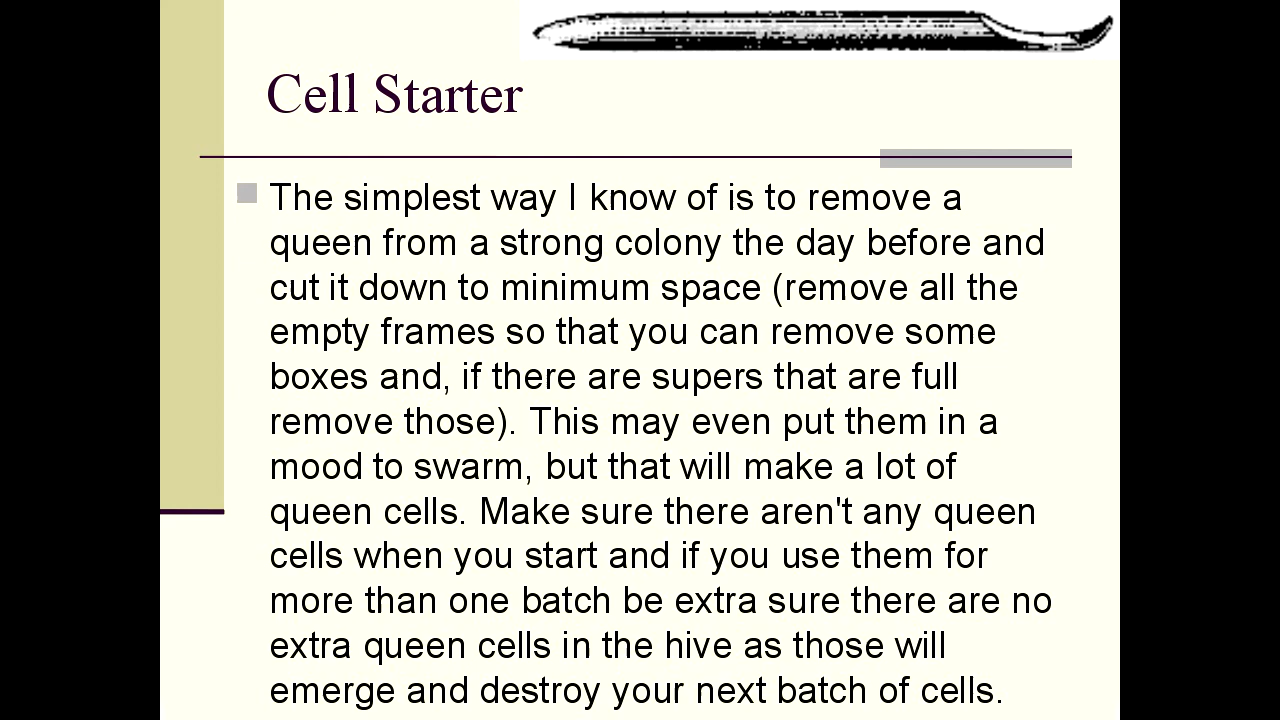 Cell Starter
The simplest way I know of is to remove a
queen from a strong colony the day before and
cut it down to minimum space (remove all the
empty frames so that you can remove some
boxes and, if there are supers that are full
remove those). This may even put them in a
mood to swarm, but that will make a lot of
queen cells. Make sure there aren't any queen
cells when you start and if you use them for
more than one batch be extra sure there are no
extra queen cells in the hive as those will
emerge and destroy your next batch of cells.